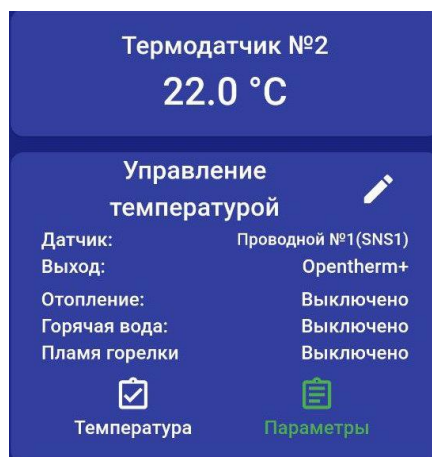 Термодатчик №2
22.0 °C
Управление
температурой
Датчик: Проводной №1(SNS1)
Выход: Opentherm+
Отопление: Выключено
Горячая вода: Выключено
Пламя горелки Выключено
Температура Параметры